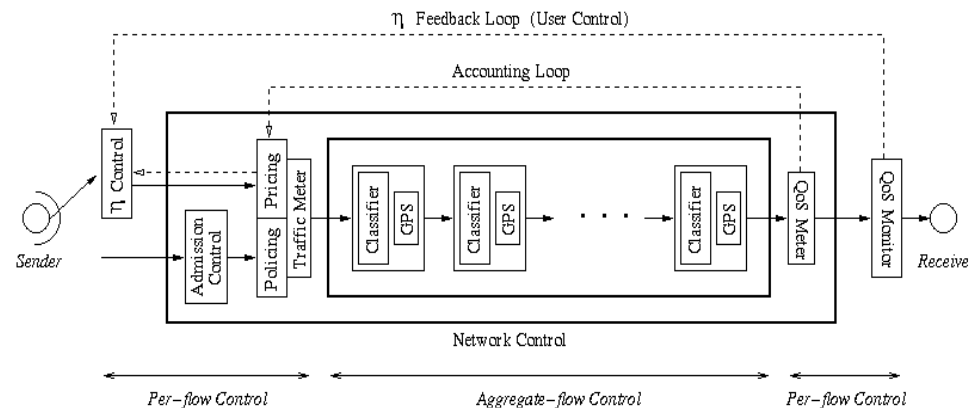 η Feedback Loop (User Control)
Accounting Loop
η Control
Pricing
Traffic Meter
Policing
Admission
Control
Classifier
GPS
Classifier
GPS
. . .
Classifier
GPS
QoS Meter
QoS Monitor
Sender
Receive
Network Control
Per-flow Control
Aggregate-flow Control
Per-flow Control